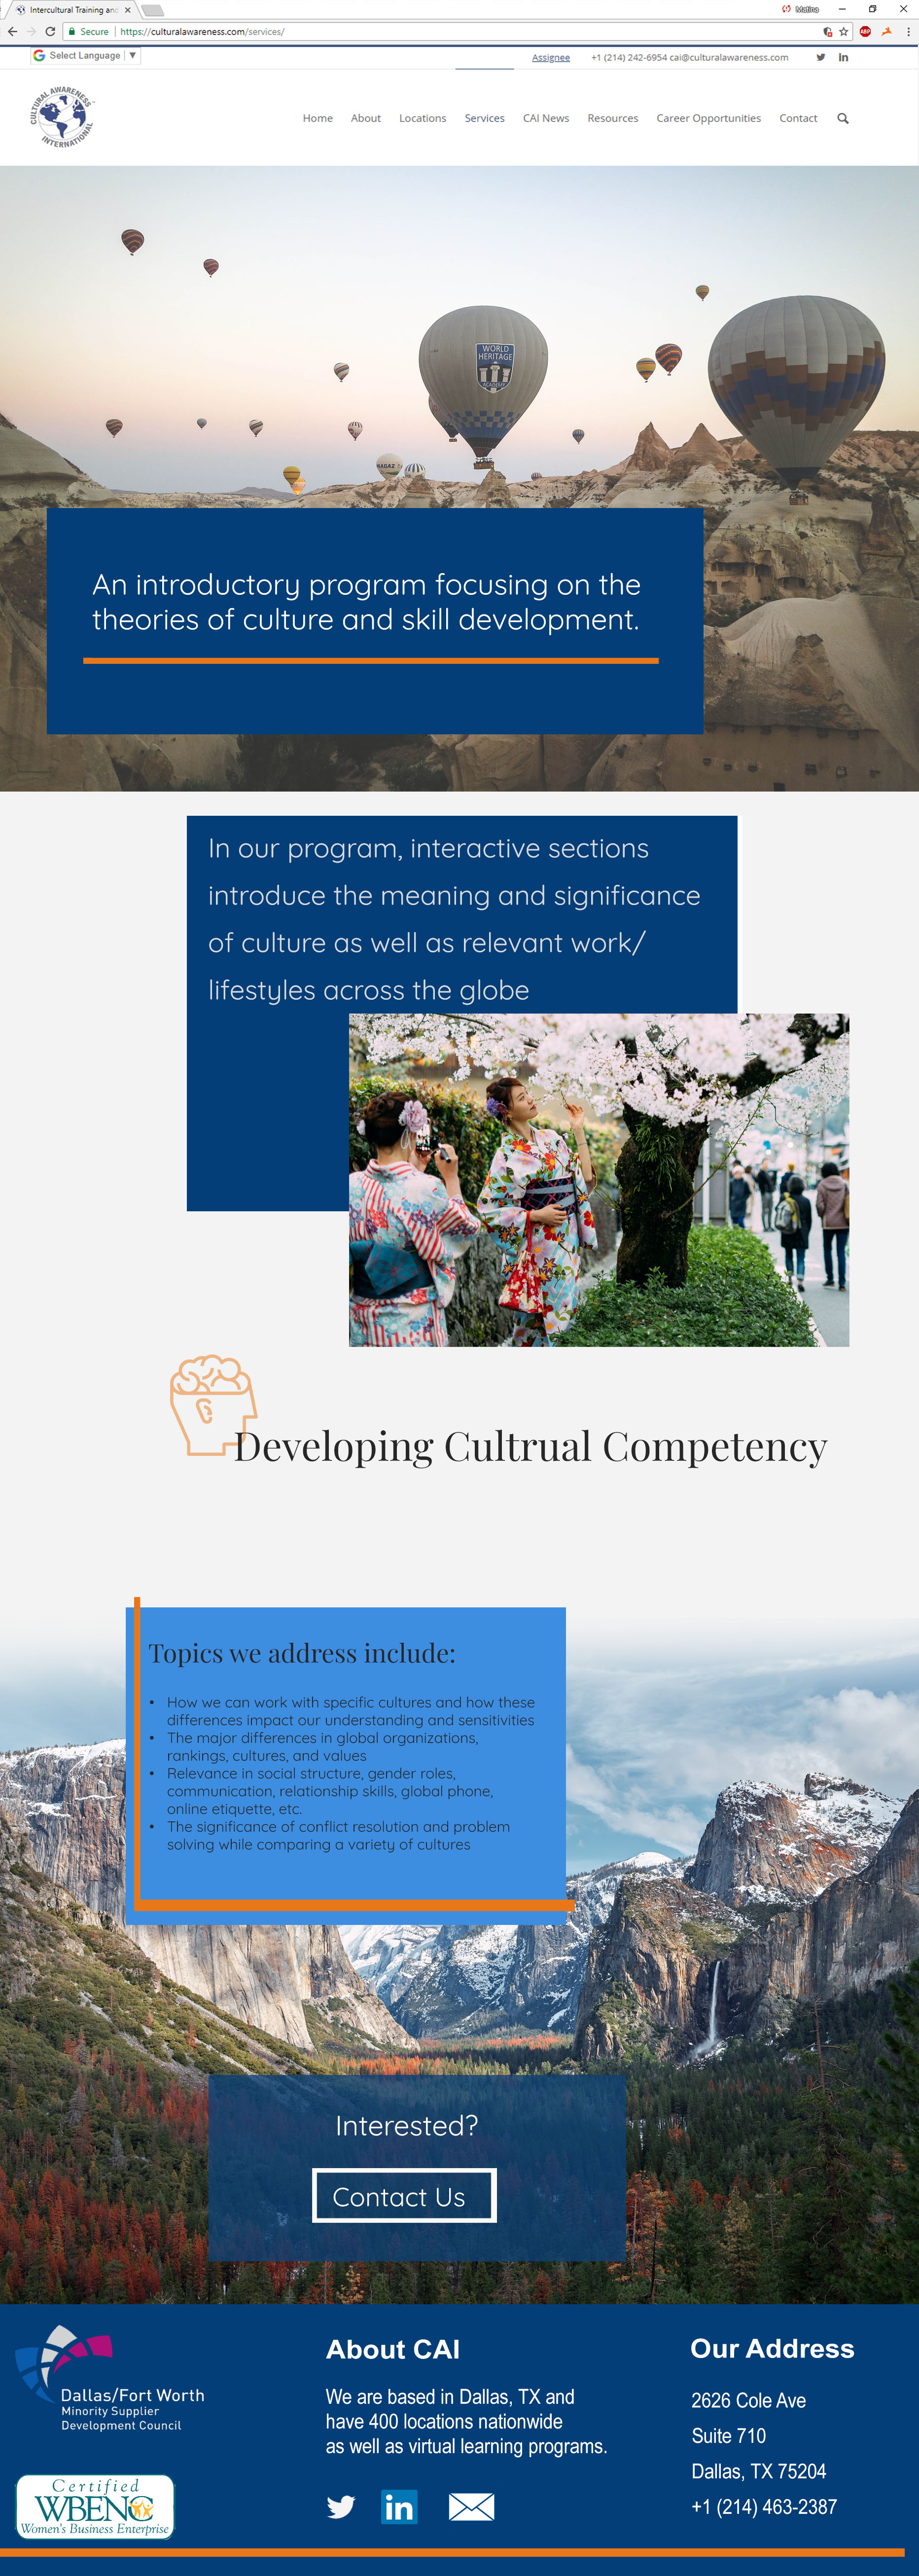 Intercultural Training and
Matina
Secure
https://culturalawareness.com/services/
ABP
Select Language ▼
Assignee
+1 (214) 242-6954 cai@culturalawareness.com
CULTURAL AWARENESS
INTERNATIONAL
Home About Locations Services CAI News Resources Career Opportunities Contact
WORLD
HERITAGE
ACADEMY
An introductory program focusing on the
theories of culture and skill development.
In our program, interactive sections
introduce the meaning and significance
of culture as well as relevant work/
lifestyles across the globe
Developing Cultrual Competency
Topics we address include:
• How we can work with specific cultures and how these
differences impact our understanding and sensitivities
• The major differences in global organizations,
rankings, cultures, and values
• Relevance in social structure, gender roles,
communication, relationship skills, global phone,
online etiquette, etc.
• The significance of conflict resolution and problem
solving while comparing a variety of cultures
Interested?
Contact Us
Dallas/Fort Worth
Minority Supplier
Development Council
Certified
WBENC
Women's Business Enterprise
About CAI
We are based in Dallas, TX and
have 400 locations nationwide
as well as virtual learning programs.
in
Our Address
2626 Cole Ave
Suite 710
Dallas, TX 75204
+1 (214) 463-2387